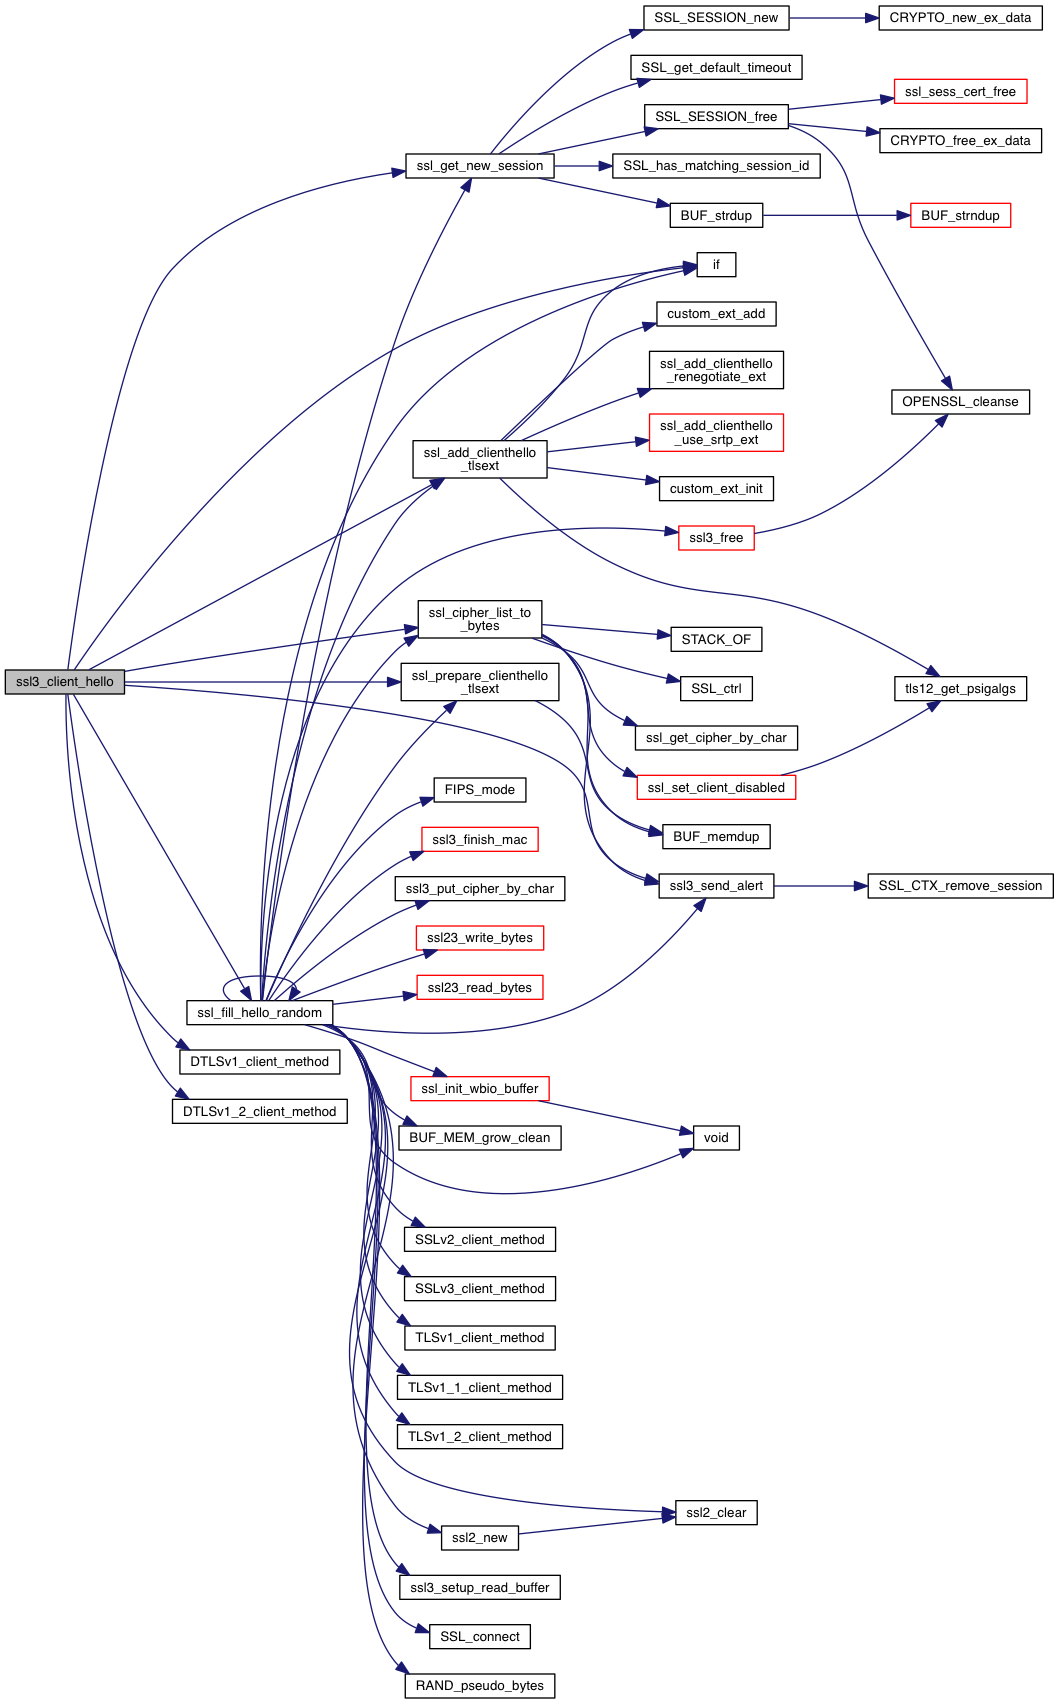 SSL_SESSION_new
CRYPTO_new_ex_data
SSL_get_default_timeout
ssl_sess_cert_free
SSL_SESSION_free
CRYPTO_free_ex_data
ssl_get_new_session
SSL_has_matching_session_id
BUF_strdup
BUF_strndup
if
custom_ext_add
ssl_add_clienthello
_renegotiate_ext
OPENSSL_cleanse
ssl_add_clienthello
_use_srtp_ext
ssl_add_clienthello
_tlsext
custom_ext_init
ssl3_free
ssl_cipher_list_to
_bytes
STACK_OF
ssl3_client_hello
ssl_prepare_clienthello
_tlsext
SSL_ctrl
tls12_get_psigalgs
ssl_get_cipher_by_char
FIPS_mode
ssl_set_client_disabled
ssl3_finish_mac
BUF_memdup
ssl3_put_cipher_by_char
ssl3_send_alert
SSL_CTX_remove_session
ssl23_write_bytes
ssl23_read_bytes
ssl_fill_hello_random
DTLSv1_client_method
ssl_init_wbio_buffer
DTLSv1_2_client_method
BUF_MEM_grow_clean
void
SSLv2_client_method
SSLv3_client_method
TLSv1_client_method
TLSv1_1_client_method
TLSv1_2_client_method
ssl2_clear
ssl2_new
ssl3_setup_read_buffer
SSL_connect
RAND_pseudo_bytes